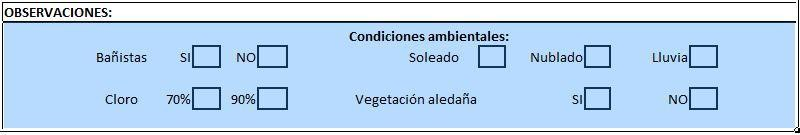 OBSERVACIONES:
Condiciones ambientales:
Bañistas SI NO Soleado Nublado Lluvia
Cloro 70% 90% Vegetación aledaña SI NO